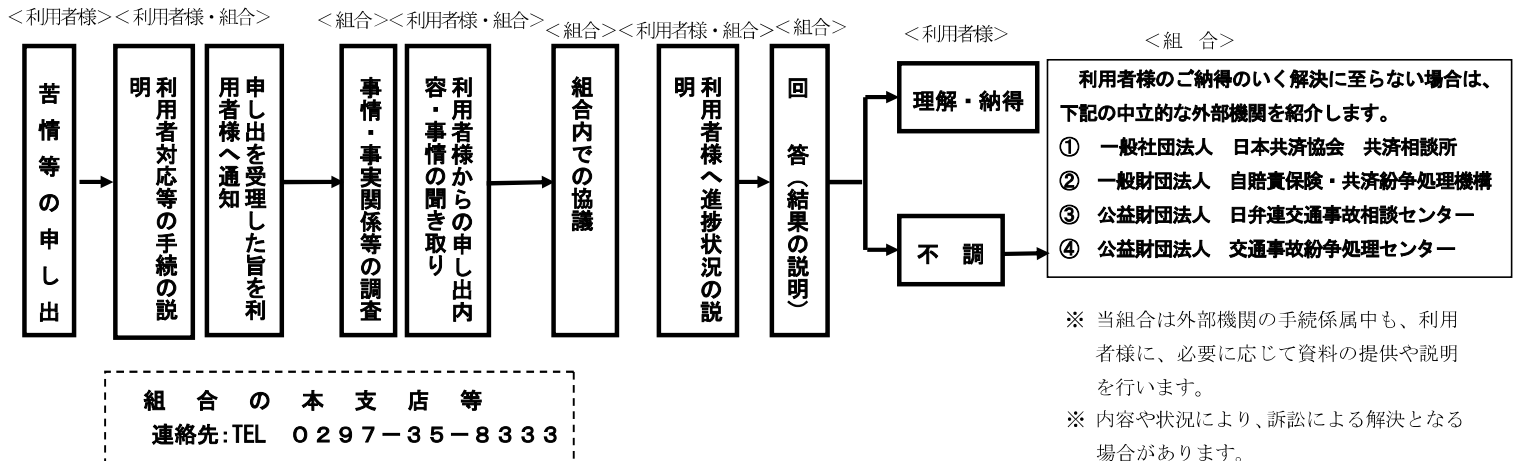 ＜利用者様＞
＜利用者様・組合＞
＜組合＞
＜利用者様・組合＞
＜組合＞
＜利用者様・組合＞
＜組合＞
＜利用者様＞
＜組　合＞
苦情等の申し出
利用者対応等の手続の説
明
申し出を受理した旨を利
用者様へ通知
事情・事実関係等の調査
利用者様からの申し出内
容・事情の聞き取り
組合内での協議
利用者様へ進捗状況の説
明
回　答（結果の説明）
理解・納得
不　調
利用者様のご納得のいく解決に至らない場合は、
下記の中立的な外部機関を紹介します。
①　一般社団法人　日本共済協会　共済相談所
②　一般財団法人　自賠責保険・共済紛争処理機構
③　公益財団法人　日弁連交通事故相談センター
④　公益財団法人　交通事故紛争処理センター
※ 当組合は外部機関の手続係属中も、利用
者様に、必要に応じて資料の提供や説明
を行います。
※ 内容や状況により、訴訟による解決となる
場合があります。
組　合　の　本　支　店　等
連絡先：TEL　０２９７－３５－８３３３